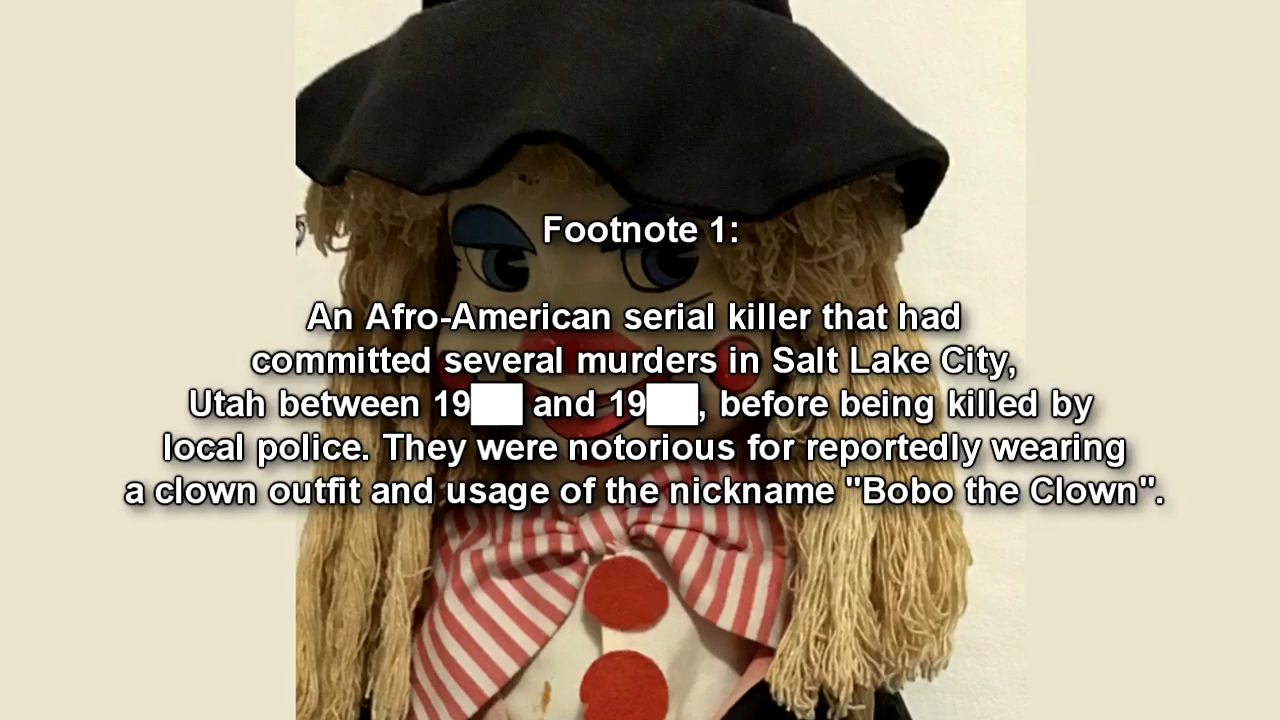 Footnote 1:
An Afro-American serial killer that had
committed several murders in Salt Lake City,
Utah between 19██ and 19██, before being killed by
local police. They were notorious for reportedly wearing
a clown outfit and usage of the nickname "Bobo the Clown".